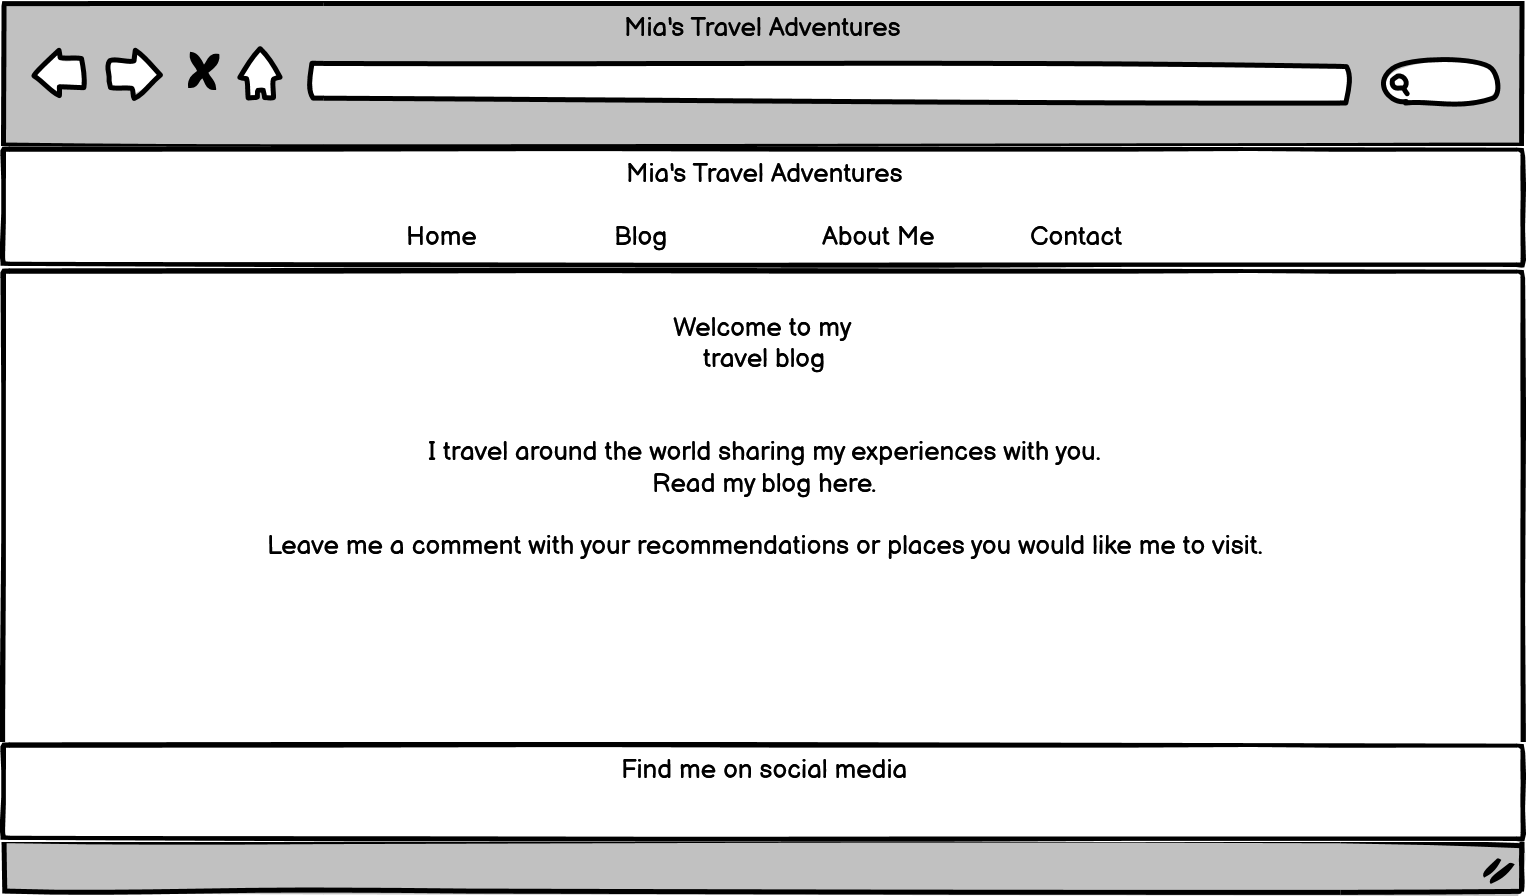 Mia's Travel Adventures
Mia's Travel Adventures
Home Blog About Me Contact
Welcome to my
travel blog
I travel around the world sharing my experiences with you.
Read my blog here.
Leave me a comment with your recommendations or places you would like me to visit.
Find me on social media